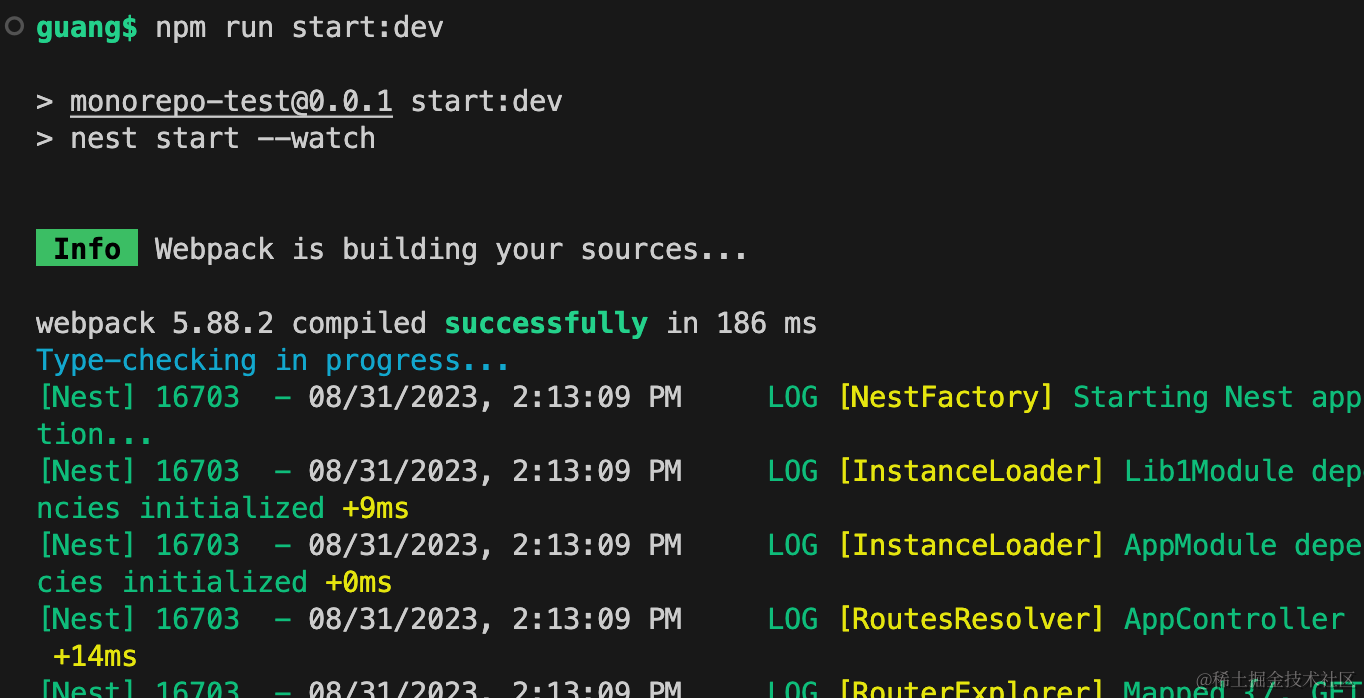 guang$ npm run start:dev
> monorepo-test@0.0.1 start:dev
> nest start --watch
Info Webpack is building your sources...
webpack 5.88.2 compiled successfully in 186 ms
Type-checking in progress...
[Nest] 16703  - 08/31/2023, 2:13:09 PM     LOG [NestFactory] Starting Nest app
tion...
[Nest] 16703  - 08/31/2023, 2:13:09 PM     LOG [InstanceLoader] Lib1Module dep
ncies initialized +9ms
[Nest] 16703  - 08/31/2023, 2:13:09 PM     LOG [InstanceLoader] AppModule depe
cies initialized +0ms
[Nest] 16703  - 08/31/2023, 2:13:09 PM     LOG [RoutesResolver] AppController
+14ms
[Nest] 16703  - 08/31/2023, 2:13:09 PM     LOG [RouterExplorer] Mapped GET
@稀土掘金技术社区